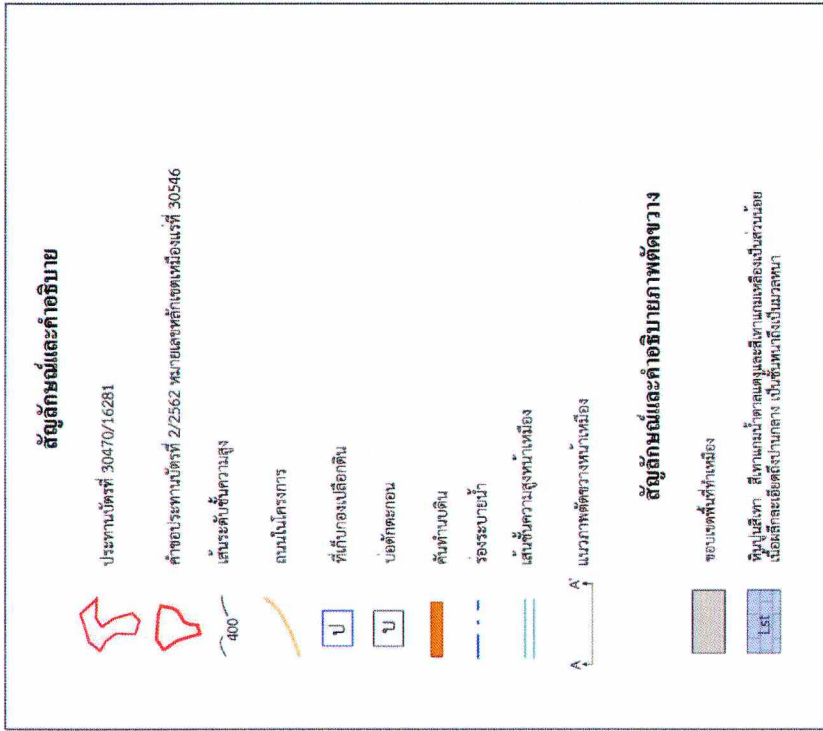 สัญลักษณ์และคำอธิบาย
ประทานบัตรที่ 30470/16281
คำขอประทานบัตรที่ 2/2562 หมายเลขหลักเขตเหมืองแร่ที่ 30546
400 เส้นระดับชั้นความสูง
ถนนในโครงการ
ป ที่เก็บกองเปลือกดิน
บ บ่อดักตะกอน
คันทำนบดิน
ร่องระบายน้ำ
เส้นชั้นความสูงหน้าเหมือง
A A' แนวภาพตัดขวางหน้าเหมือง
สัญลักษณ์และคำอธิบายภาพตัดขวาง
ขอบเขตพื้นที่ทำเหมือง
Lst หินปูนสีเทา สีเทาแกมน้ำตาลแดงและสีเทาแกมเหลืองเป็นส่วนน้อย
เนื้อผลึกละเอียดถึงปานกลาง เป็นชั้นหนาถึงเป็นมวลหนา